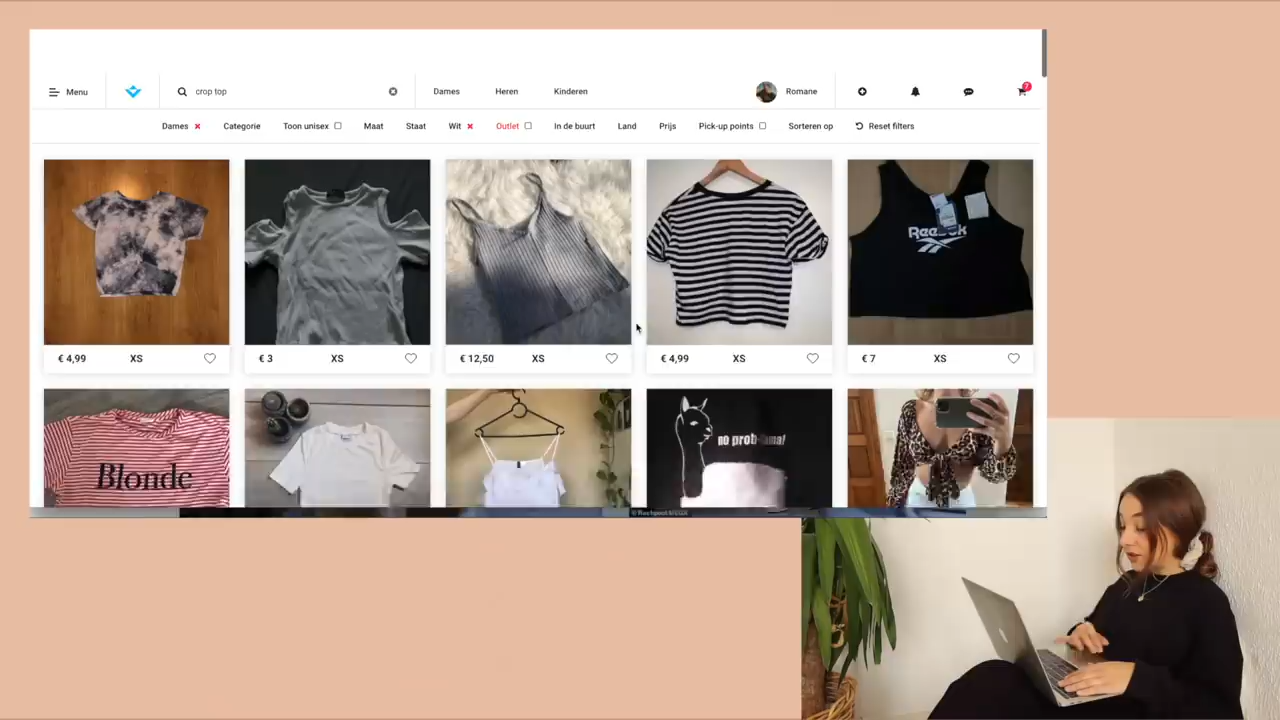 Menu
crop top
Dames
Heren
Kinderen
Romane
7
Dames
Categorie
Toon unisex
Maat
Staat
Wit
Outlet
In de buurt
Land
Prijs
Pick-up points
Sorteren op
Reset filters
Reebok
€ 4,99 XS
€ 3 XS
€ 12,50 XS
€ 4,99 XS
€ 7 XS
Blonde
no prob-lama!